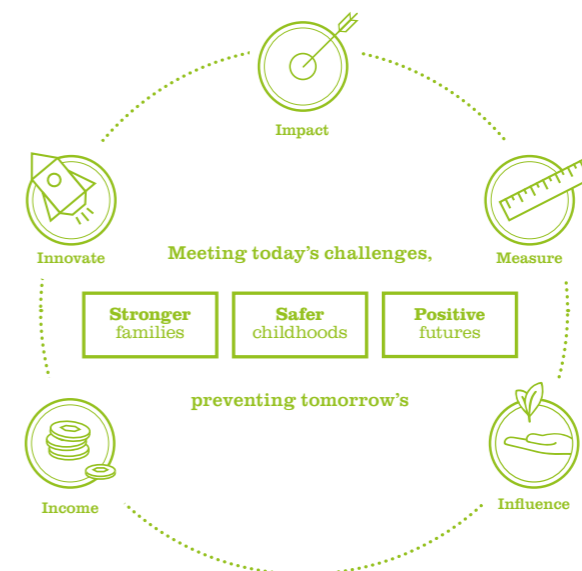 Impact
Innovate
Measure
Meeting today's challenges,
Stronger
families
Safer
childhoods
Positive
futures
preventing tomorrow's
Income
Influence